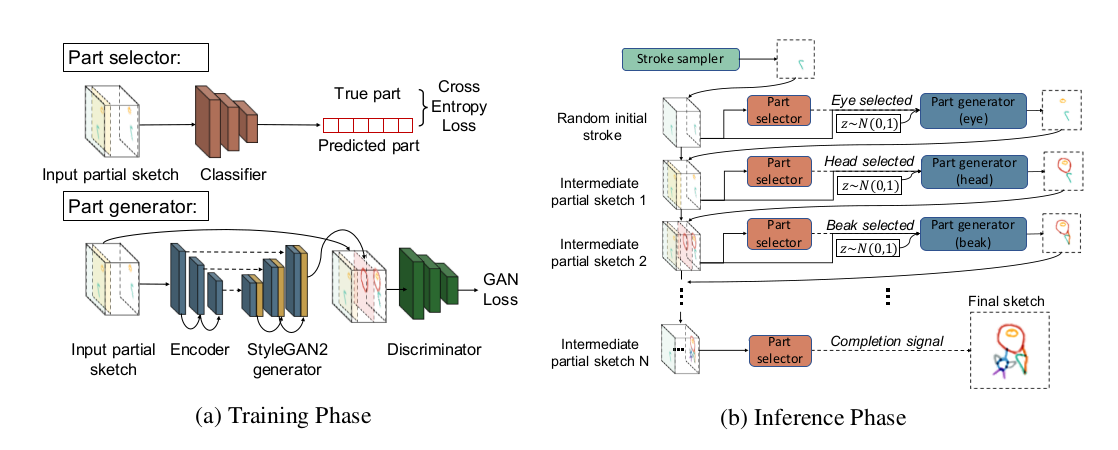 Part selector:
True part
Cross
Entropy
Loss
Predicted part
Input partial sketch
Classifier
Part generator:
GAN
Loss
Input partial
sketch
Encoder
StyleGAN2
generator
Discriminator
(a) Training Phase
Stroke sampler
Random initial
stroke
Part
selector
Eye selected
z~N(0,1)
Part generator
(eye)
Intermediate
partial sketch 1
Part
selector
Head selected
z~N(0,1)
Part generator
(head)
Intermediate
partial sketch 2
Part
selector
Beak selected
z~N(0,1)
Part generator
(beak)
Intermediate
partial sketch N
Part
selector
Completion signal
Final sketch
(b) Inference Phase